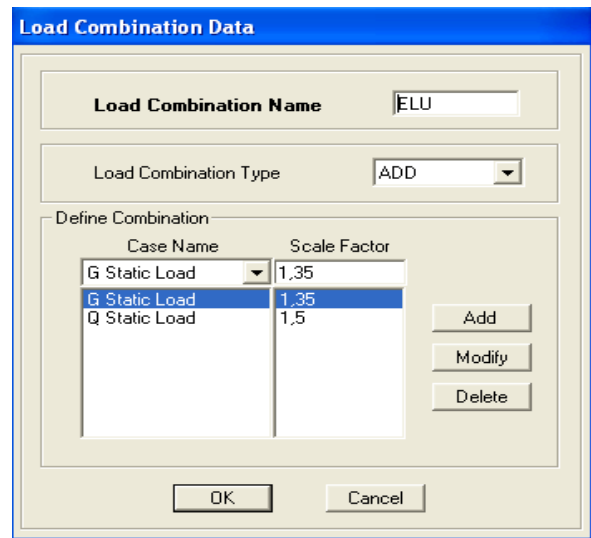 Load Combination Data
Load Combination Name ELU
Load Combination Type ADD
Define Combination
Case Name Scale Factor
G Static Load 1,35
G Static Load 1,35
Q Static Load 1,5
Add
Modify
Delete
OK Cancel